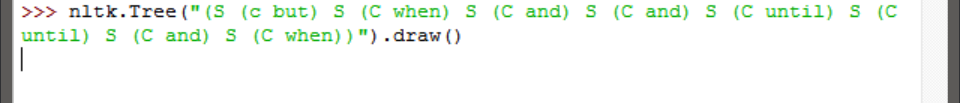 >>> nltk.Tree("(S (c but) S (C when) S (C and) S (C and) S (C until) S (C
until) S (C and) S (C when))").draw()